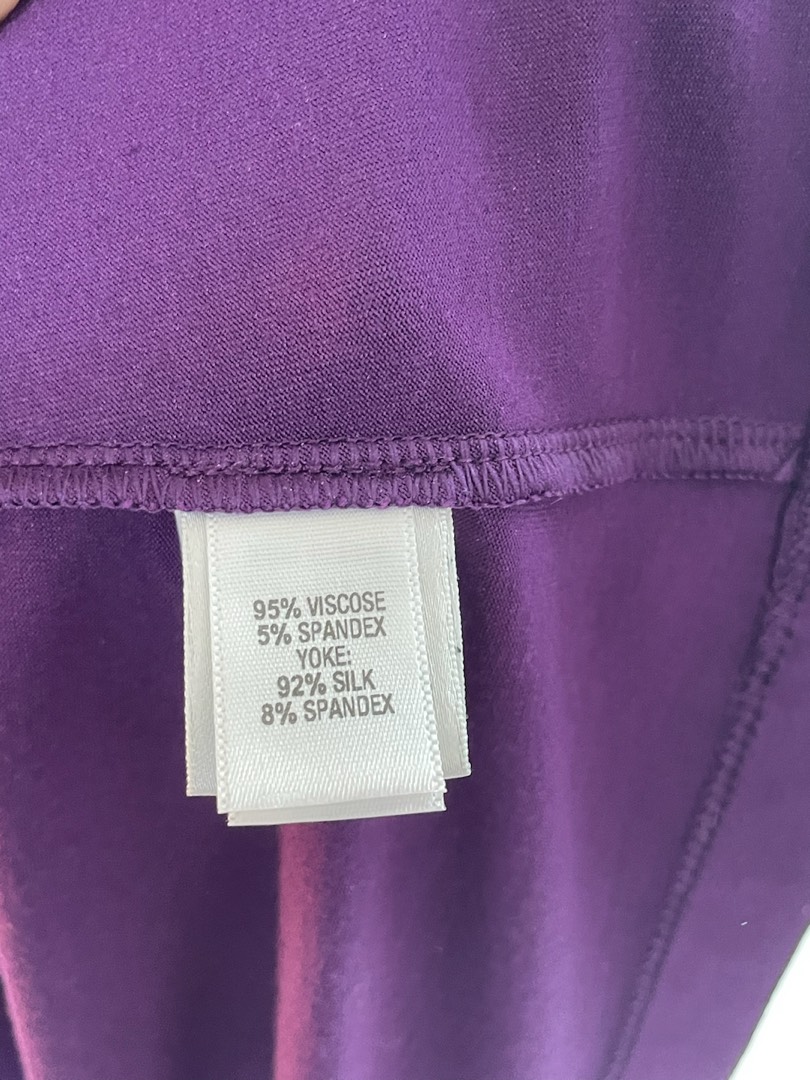 95% VISCOSE
5% SPANDEX
YOKE:
92% SILK
8% SPANDEX